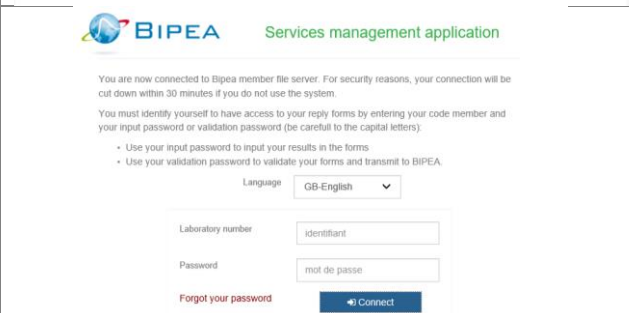 BIPEA Services management application
You are now connected to Bipea member file server. For security reasons, your connection will be
cut down within 30 minutes if you do not use the system.
You must identify yourself to have access to your reply forms by entering your code member and
your input password or validation password (be carefull to the capital letters):
• Use your input password to input your results in the forms
• Use your validation password to validate your forms and transmit to BIPEA.
Language GB-English
Laboratory number identifiant
Password mot de passe
Forgot your password Connect